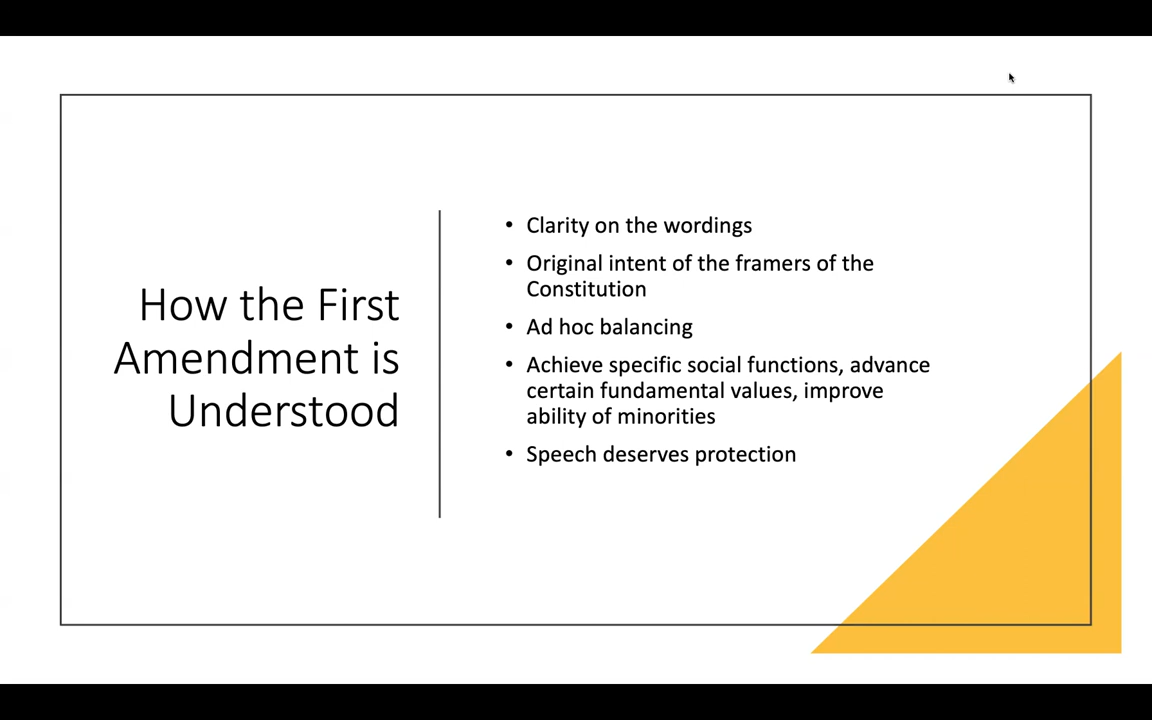 How the First
Amendment is
Understood
• Clarity on the wordings
• Original intent of the framers of the
Constitution
• Ad hoc balancing
• Achieve specific social functions, advance
certain fundamental values, improve
ability of minorities
• Speech deserves protection